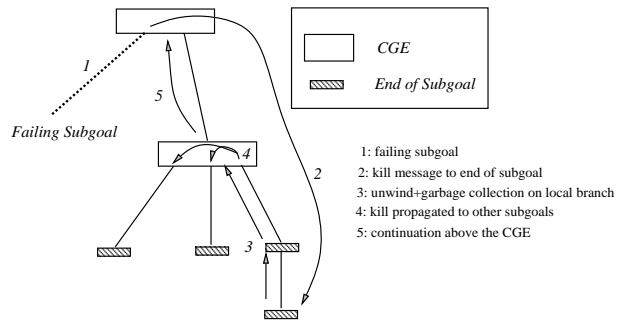 CGE
End of Subgoal
1
5
Failing Subgoal
4
2
3
1: failing subgoal
2: kill message to end of subgoal
3: unwind+garbage collection on local branch
4: kill propagated to other subgoals
5: continuation above the CGE